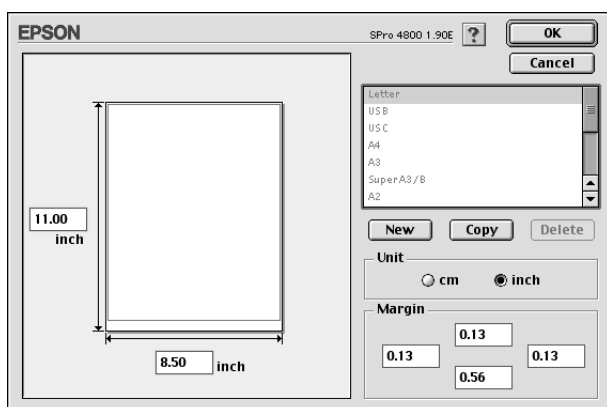 EPSON
SPro 4800 1.90E
?
OK
Cancel
Letter
USB
USC
A4
A3
SuperA3/B
A2
11.00
inch
8.50 inch
New Copy Delete
Unit
cm inch
Margin
0.13
0.13 0.13
0.56